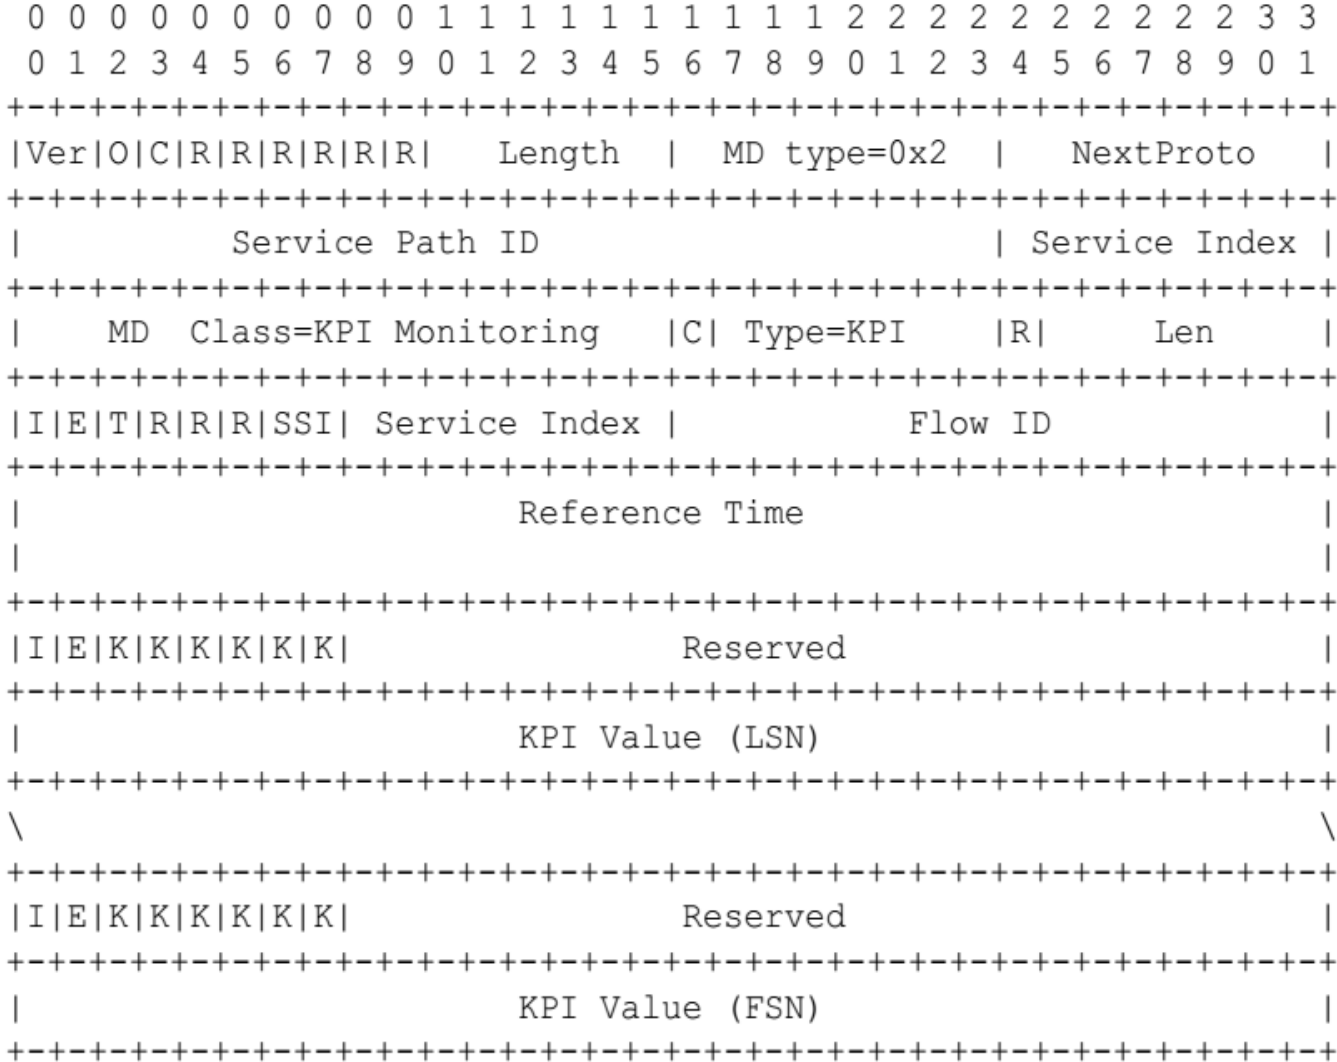 0 0 0 0 0 0 0 0 0 0 1 1 1 1 1 1 1 1 1 1 2 2 2 2 2 2 2 2 2 2 3 3
0 1 2 3 4 5 6 7 8 9 0 1 2 3 4 5 6 7 8 9 0 1 2 3 4 5 6 7 8 9 0 1
+-+-+-+-+-+-+-+-+-+-+-+-+-+-+-+-+-+-+-+-+-+-+-+-+-+-+-+-+-+-+-+-+
|Ver|O|C|R|R|R|R|R|R|   Length  |  MD type=0x2  |   NextProto   |
+-+-+-+-+-+-+-+-+-+-+-+-+-+-+-+-+-+-+-+-+-+-+-+-+-+-+-+-+-+-+-+-+
|          Service Path ID                      | Service Index |
+-+-+-+-+-+-+-+-+-+-+-+-+-+-+-+-+-+-+-+-+-+-+-+-+-+-+-+-+-+-+-+-+
|    MD  Class=KPI Monitoring   |C| Type=KPI    |R|     Len     |
+-+-+-+-+-+-+-+-+-+-+-+-+-+-+-+-+-+-+-+-+-+-+-+-+-+-+-+-+-+-+-+-+
|I|E|T|R|R|R|SSI| Service Index |           Flow ID             |
+-+-+-+-+-+-+-+-+-+-+-+-+-+-+-+-+-+-+-+-+-+-+-+-+-+-+-+-+-+-+-+-+
|                        Reference Time                         |
|                                                               |
+-+-+-+-+-+-+-+-+-+-+-+-+-+-+-+-+-+-+-+-+-+-+-+-+-+-+-+-+-+-+-+-+
|I|E|K|K|K|K|K|K|                Reserved                       |
+-+-+-+-+-+-+-+-+-+-+-+-+-+-+-+-+-+-+-+-+-+-+-+-+-+-+-+-+-+-+-+-+
|                        KPI Value (LSN)                        |
+-+-+-+-+-+-+-+-+-+-+-+-+-+-+-+-+-+-+-+-+-+-+-+-+-+-+-+-+-+-+-+-+
\                                                               \
+-+-+-+-+-+-+-+-+-+-+-+-+-+-+-+-+-+-+-+-+-+-+-+-+-+-+-+-+-+-+-+-+
|I|E|K|K|K|K|K|K|                Reserved                       |
+-+-+-+-+-+-+-+-+-+-+-+-+-+-+-+-+-+-+-+-+-+-+-+-+-+-+-+-+-+-+-+-+
|                        KPI Value (FSN)                        |
+-+-+-+-+-+-+-+-+-+-+-+-+-+-+-+-+-+-+-+-+-+-+-+-+-+-+-+-+-+-+-+-+